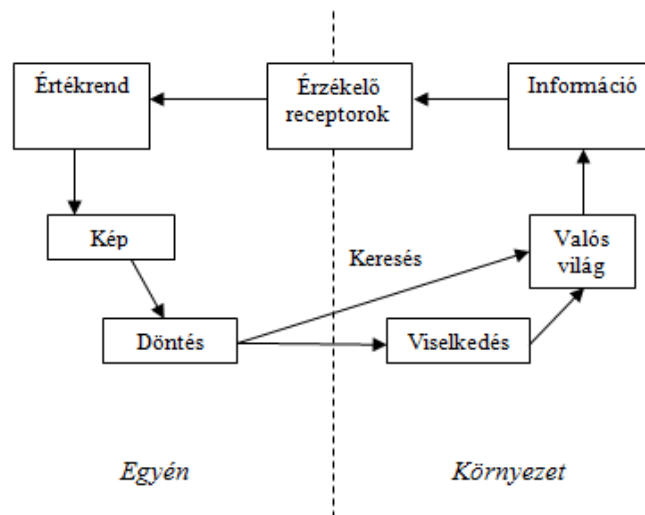 Értékrend
Érzékelő
receptorok
Információ
Kép
Keresés
Valós
világ
Döntés
Viselkedés
Egyén
Környezet